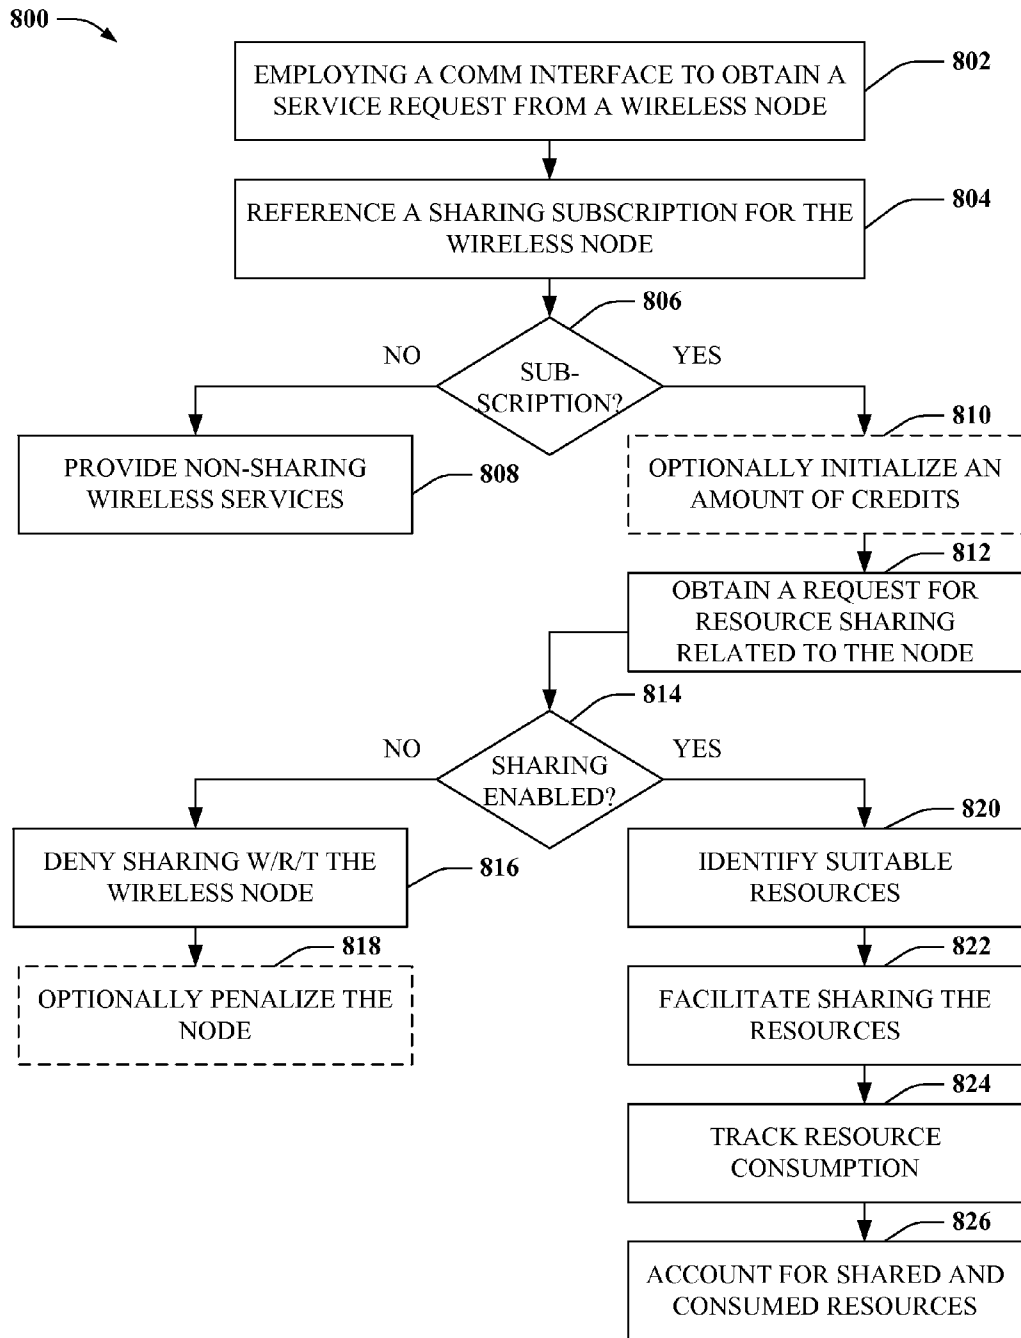 800
EMPLOYING A COMM INTERFACE TO OBTAIN A
SERVICE REQUEST FROM A WIRELESS NODE
802
REFERENCE A SHARING SUBSCRIPTION FOR THE
WIRELESS NODE
804
806
SUB-
SCRIPTION?
NO
YES
PROVIDE NON-SHARING
WIRELESS SERVICES
808
810
OPTIONALLY INITIALIZE AN
AMOUNT OF CREDITS
812
OBTAIN A REQUEST FOR
RESOURCE SHARING
RELATED TO THE NODE
814
SHARING
ENABLED?
NO
YES
DENY SHARING W/R/T THE
WIRELESS NODE
816
818
OPTIONALLY PENALIZE THE
NODE
820
IDENTIFY SUITABLE
RESOURCES
822
FACILITATE SHARING THE
RESOURCES
824
TRACK RESOURCE
CONSUMPTION
826
ACCOUNT FOR SHARED AND
CONSUMED RESOURCES